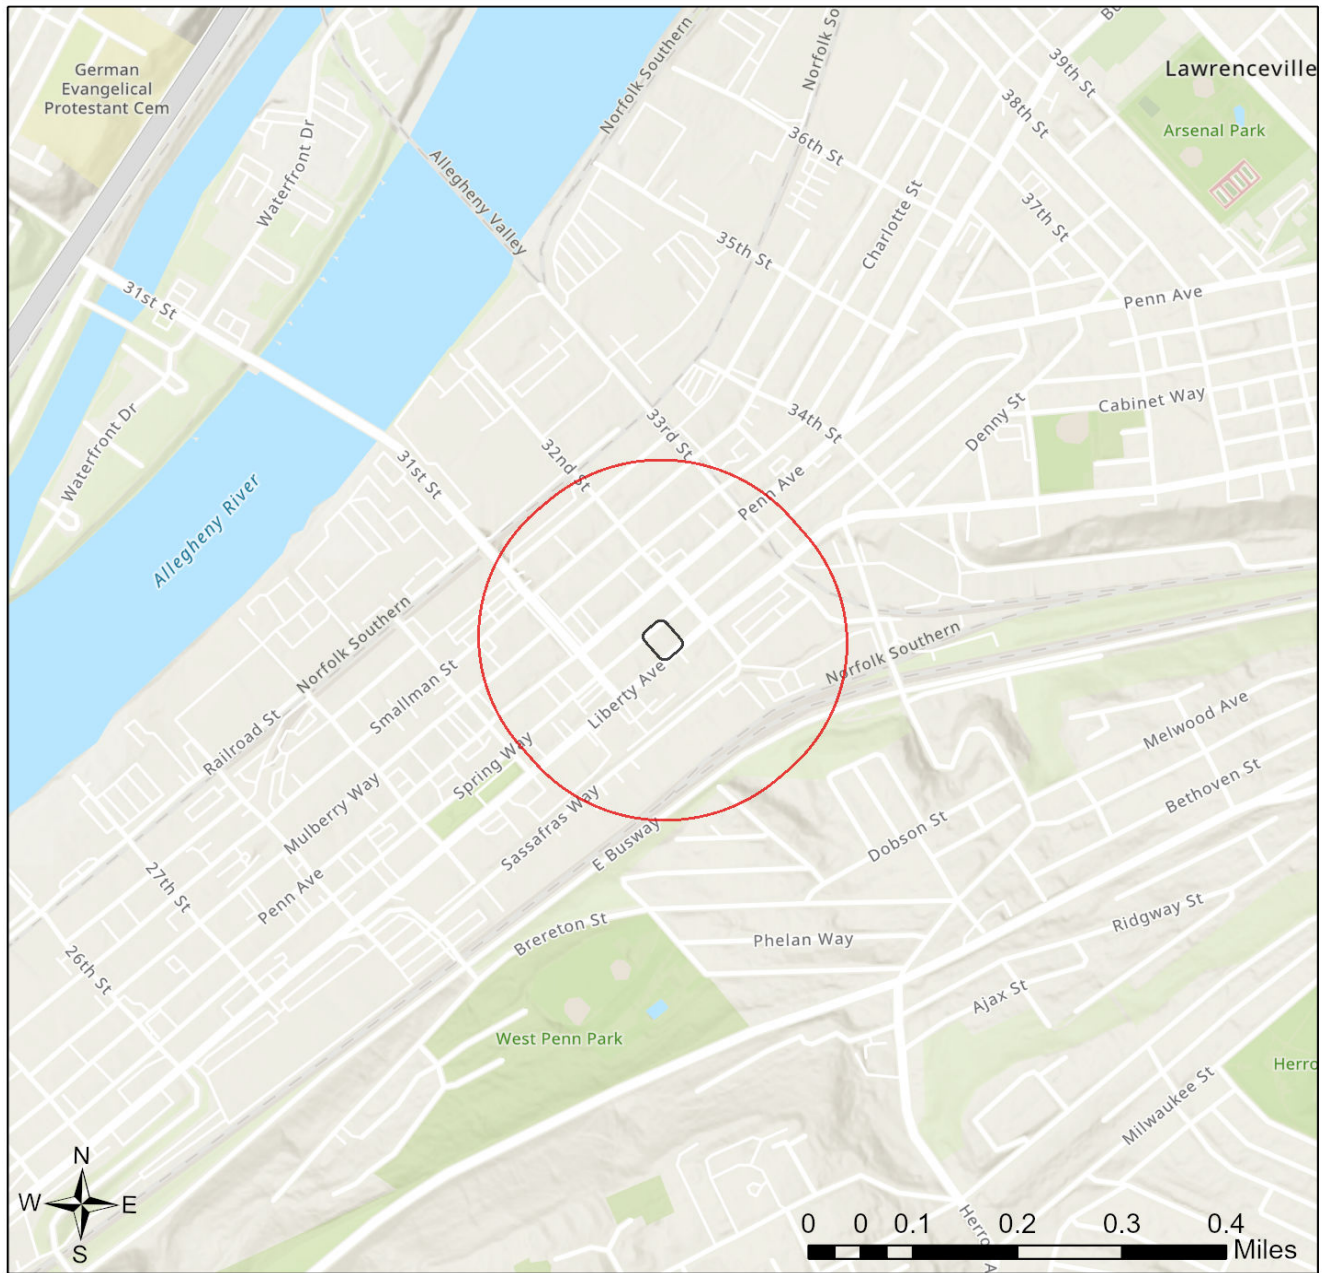 Norfolk Southern
Norfolk So
39th St
Lawrenceville
German
Evangelical
Protestant Cem
38th St
Arsenal Park
Waterfront Dr
36th St
Allegheny Valley
Charlotte St
37th St
35th St
31st St
Penn Ave
Waterfront Dr
Cabinet Way
Denny St
34th St
33rd St
32nd St
31st St
Penn Ave
Allegheny River
Norfolk Southern
Norfolk Southern
Liberty Ave
Smallman St
Railroad St
Melwood Ave
Spring Way
Bethoven St
Mulberry Way
Sassafras Way
E Busway
Dobson St
27th St
Penn Ave
Ridgway St
Brereton St
Phelan Way
26th St
Ajax St
West Penn Park
Herro
Milwaukee St
N
W E
S
Herro
A
0 0 0.1 0.2 0.3 0.4
Miles